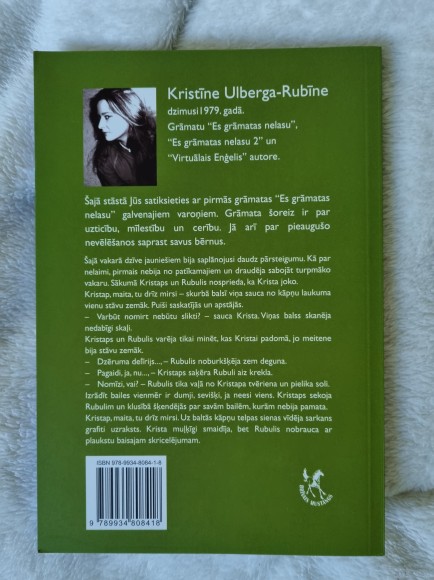 Kristīne Ulberga-Rubīne
dzimusi 1979. gadā.
Grāmatu "Es grāmatas nelasu",
"Es grāmatas nelasu 2" un
"Virtuālais Eņģelis" autore.
Šajā stāstā Jūs satiksieties ar pirmās grāmatas "Es grāmatas
nelasu" galvenajiem varoņiem. Grāmata šoreiz ir par
uzticību, mīlestību un cerību. Jā arī par pieaugušo
nevēlēšanos saprast savus bērnus.
Šajā vakarā dzīve jauniešiem bija saplānojusi daudz pārsteigumu. Kā par
nelaimi, pirmais nebija no patīkamajiem un draudēja sabojāt turpmāko
vakaru. Sākumā Kristaps un Rubulis nosprieda, ka Krista joko.
Kristap, maita, tu drīz mirsi – skurbā balsī viņa sauca no kāpņu laukuma
vienu stāvu zemāk. Puiši saskatījās un apstājās.
– Varbūt nomirt nebūtu slikti? – sauca Krista. Viņas balss skanēja
nedabīgi skaļi.
Kristaps un Rubulis varēja tikai minēt, kas Kristai padomā, jo meitene
bija stāvu zemāk.
– Dzēruma delīrijs..., – Rubulis noburkšķēja zem deguna.
– Pagaidi, ja, nu..., – Kristaps sakēra Rubuli aiz krekla.
– Nomīzi, vai? – Rubulis tika vaļā no Kristapa tvēriena un pielika soli.
Izrādīt bailes vienmēr ir dumji, sevišķi, ja neesi viens. Kristaps sekoja
Rubulim un klusībā šķendējās par savām bailēm, kurām nebija pamata.
Kristap, maita, tu drīz mirsi. Uz baltās kāpņu telpas sienas vīdēja sarkans
grafiti uzraksts. Krista muļķīgi smaidīja, bet Rubulis nobrauca ar
plaukstu baisajam skricelējumam.
ISBN 978-9934-8084-1-8
9 789934 808418